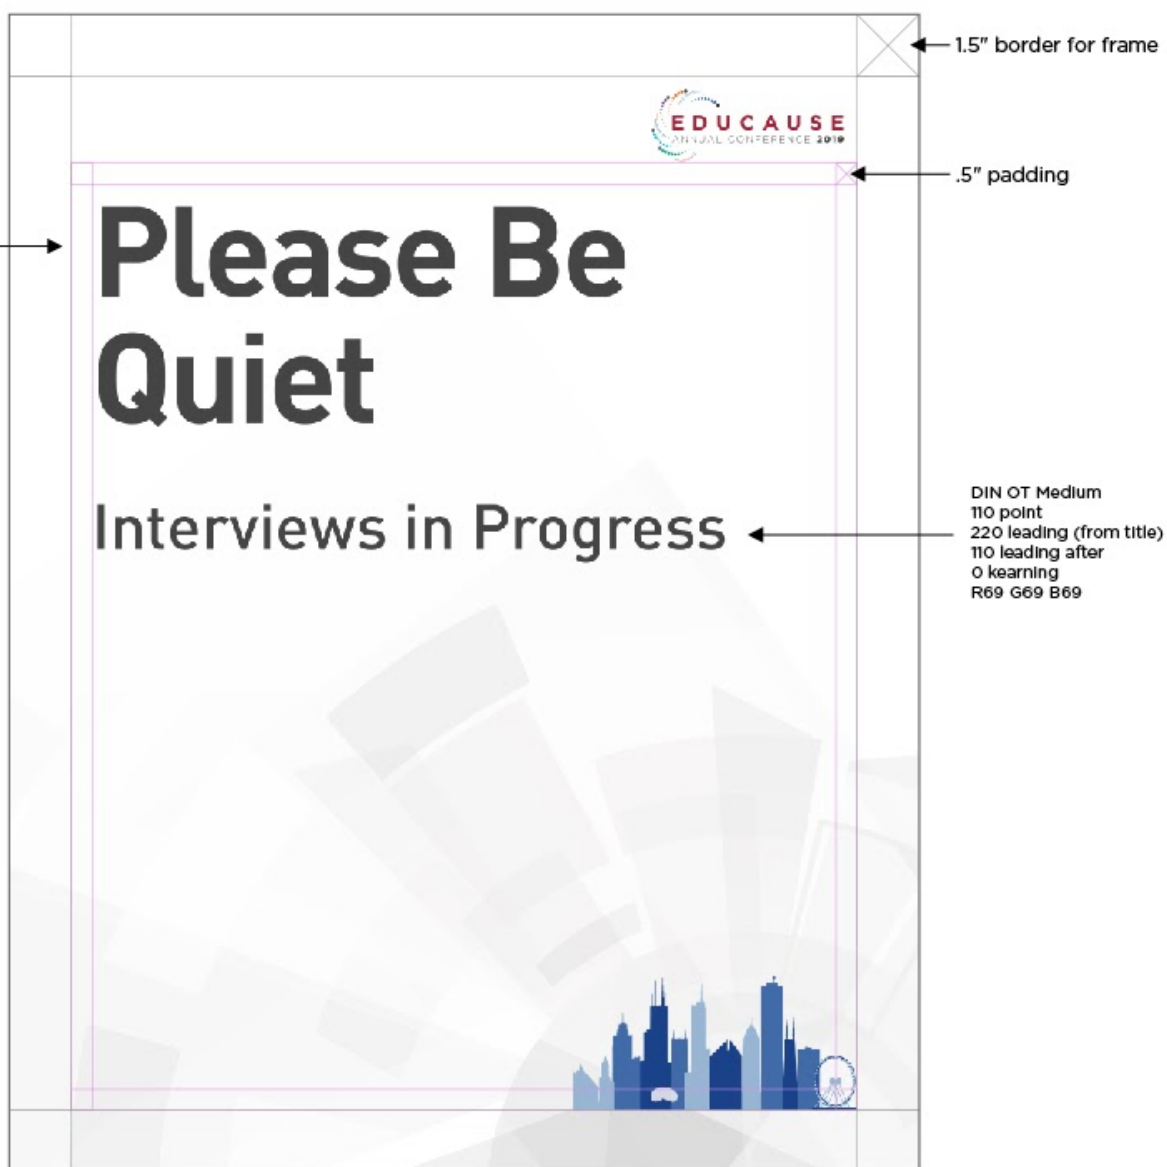 1.5" border for frame
EDUCAUSE
ANNUAL CONFERENCE 2019
.5" padding
Please Be
Quiet
Interviews in Progress
DIN OT Medium
110 point
220 leading (from title)
110 leading after
0 kearning
R69 G69 B69